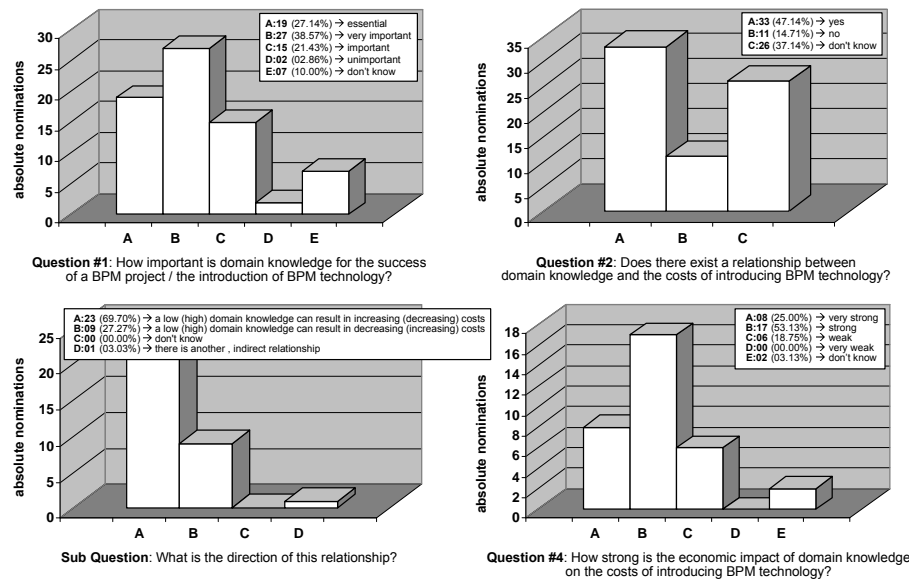 A:19 (27.14%) → essential
B:27 (38.57%) → very important
C:15 (21.43%) → important
D:02 (02.86%) → unimportant
E:07 (10.00%) → don't know
absolute nominations
30
25
20
15
10
5
0
A B C D E
Question #1: How important is domain knowledge for the success
of a BPM project / the introduction of BPM technology?
A:33 (47.14%) → yes
B:11 (14.71%) → no
C:26 (37.14%) → don't know
absolute nominations
35
30
25
20
15
10
5
0
A B C
Question #2: Does there exist a relationship between
domain knowledge and the costs of introducing BPM technology?
A:23 (69.70%) → a low (high) domain knowledge can result in increasing (decreasing) costs
B:09 (27.27%) → a low (high) domain knowledge can result in decreasing (increasing) costs
C:00 (00.00%) → don't know
D:01 (03.03%) → there is another , indirect relationship
absolute nominations
25
20
15
10
5
0
A B C D
Sub Question: What is the direction of this relationship?
A:08 (25.00%) → very strong
B:17 (53.13%) → strong
C:06 (18.75%) → weak
D:00 (00.00%) → very weak
E:02 (03.13%) → don't know
absolute nominations
18
16
14
12
10
8
6
4
2
0
A B C D E
Question #4: How strong is the economic impact of domain knowledge
on the costs of introducing BPM technology?